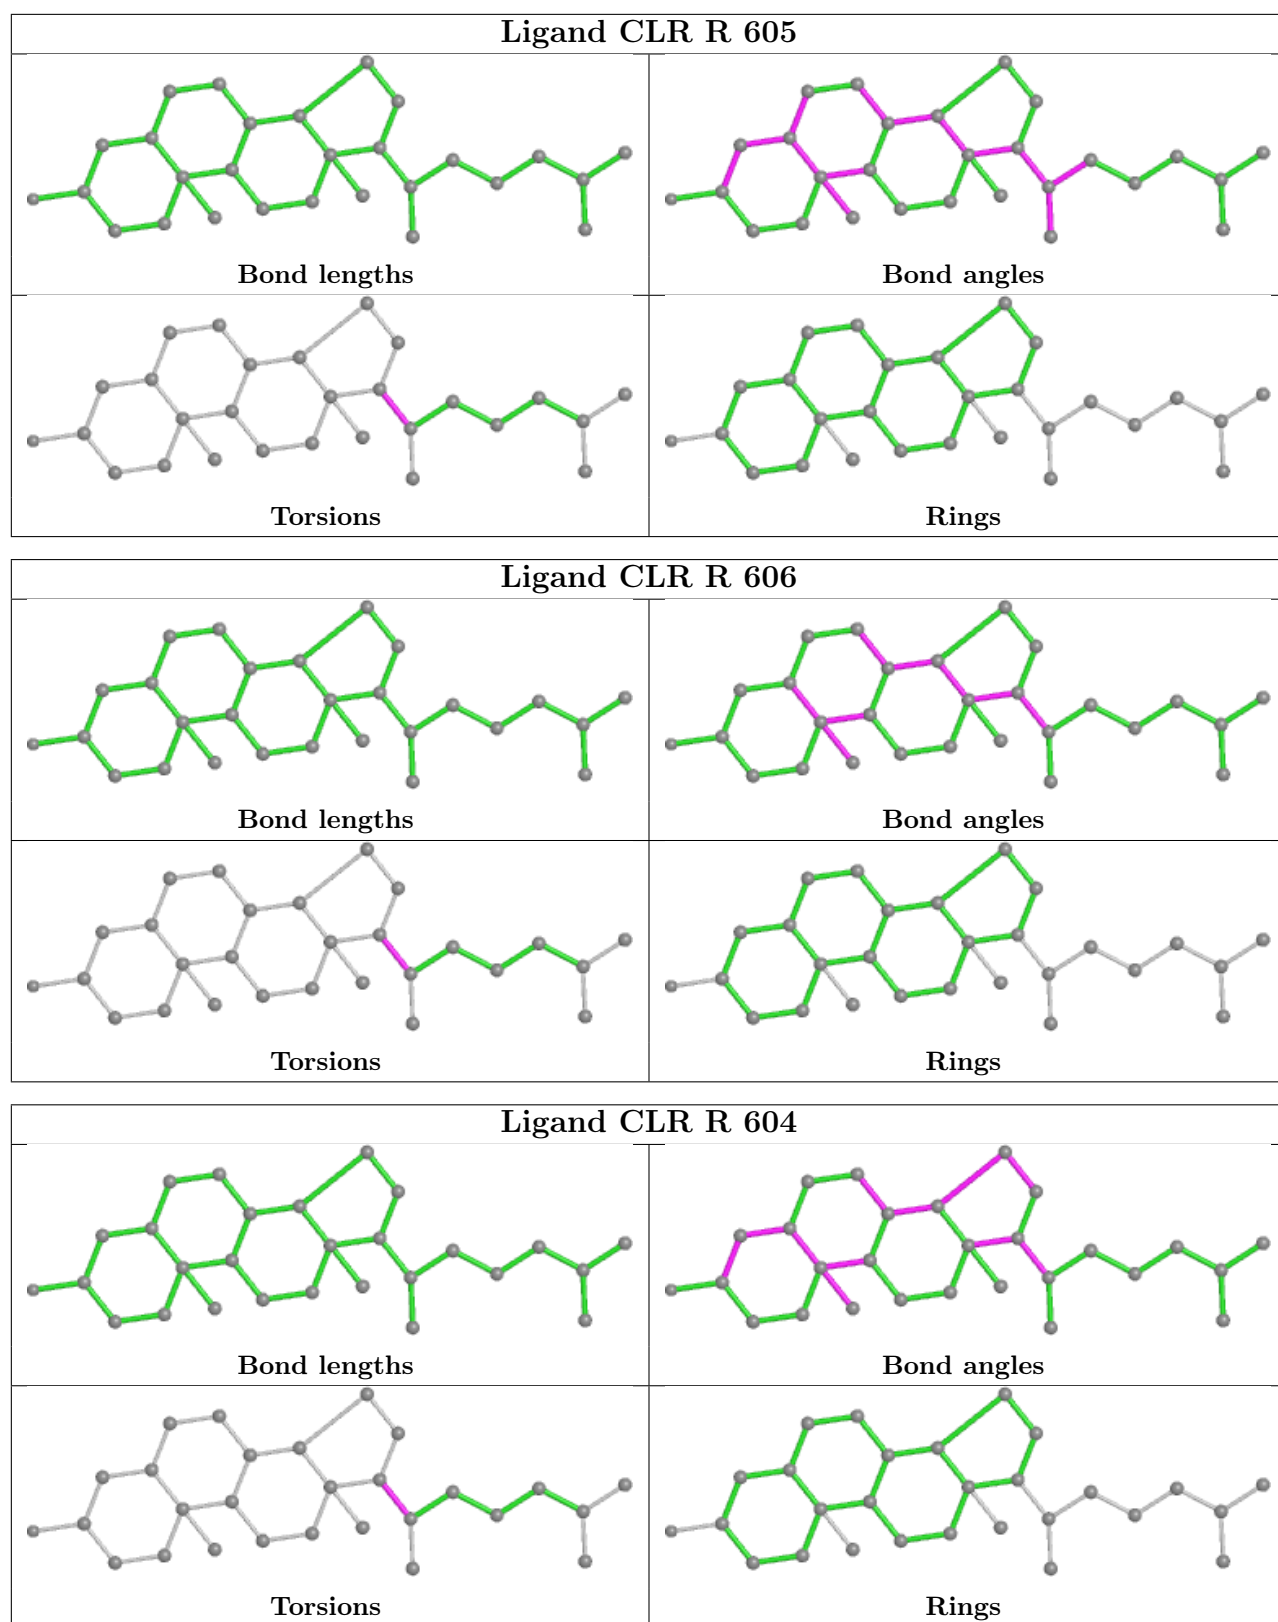 Ligand CLR R 605
Bond lengths
Bond angles
Torsions
Rings
Ligand CLR R 606
Bond lengths
Bond angles
Torsions
Rings
Ligand CLR R 604
Bond lengths
Bond angles
Torsions
Rings